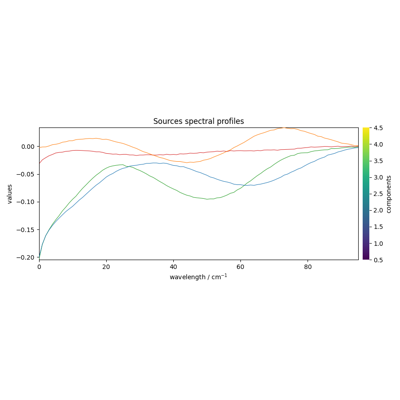 Sources spectral profiles
values
0.00
−0.05
−0.10
−0.15
−0.20
0 20 40 60 80
wavelength / cm⁻¹
4.5
4.0
3.5
3.0
2.5
2.0
1.5
1.0
0.5
components